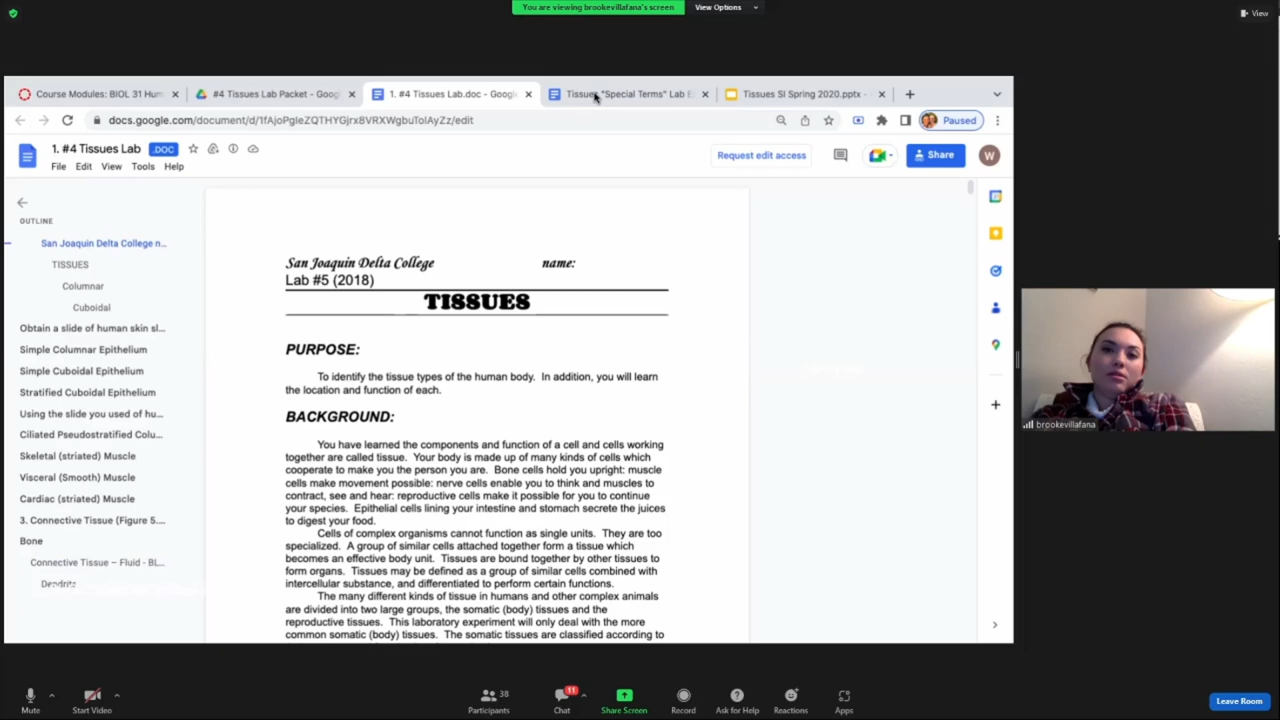 You are viewing brookevillafana's screen
View Options
View
Course Modules: BIOL 31 Hum
#4 Tissues Lab Packet - Goog
1. #4 Tissues Lab.doc - Googl
Tissues "Special Terms" Lab E
Tissues SI Spring 2020.pptx -
docs.google.com/document/d/1fAjoPgleZQTHYGjrx8VRXWgbuTolAyZz/edit
Paused
1. #4 Tissues Lab
.DOC
File Edit View Tools Help
Request edit access
Share
W
OUTLINE
San Joaquin Delta College n...
TISSUES
Columnar
Cuboidal
Obtain a slide of human skin sl...
Simple Columnar Epithelium
Simple Cuboidal Epithelium
Stratified Cuboidal Epithelium
Using the slide you used of hu...
Ciliated Pseudostratified Colu...
Skeletal (striated) Muscle
Visceral (Smooth) Muscle
Cardiac (striated) Muscle
3. Connective Tissue (Figure 5....
Bone
Connective Tissue – Fluid - BL...
Dendrite
San Joaquin Delta College name:
Lab #5 (2018)
TISSUES
PURPOSE:
To identify the tissue types of the human body. In addition, you will learn
the location and function of each.
BACKGROUND:
You have learned the components and function of a cell and cells working
together are called tissue. Your body is made up of many kinds of cells which
cooperate to make you the person you are. Bone cells hold you upright: muscle
cells make movement possible: nerve cells enable you to think and muscles to
contract, see and hear: reproductive cells make it possible for you to continue
your species. Epithelial cells lining your intestine and stomach secrete the juices
to digest your food.
Cells of complex organisms cannot function as single units. They are too
specialized. A group of similar cells attached together form a tissue which
becomes an effective body unit. Tissues are bound together by other tissues to
form organs. Tissues may be defined as a group of similar cells combined with
intercellular substance, and differentiated to perform certain functions.
The many different kinds of tissue in humans and other complex animals
are divided into two large groups, the somatic (body) tissues and the
reproductive tissues. This laboratory experiment will only deal with the more
common somatic (body) tissues. The somatic tissues are classified according to
brookevillafana
Mute
Start Video
38
Participants
11
Chat
Share Screen
Record
Ask for Help
Reactions
Apps
Leave Room